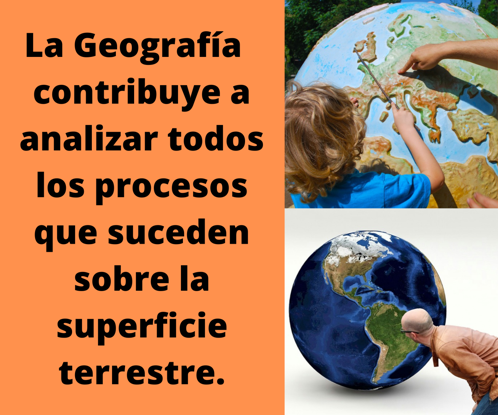 La Geografía
contribuye a
analizar todos
los procesos
que suceden
sobre la
superficie
terrestre.